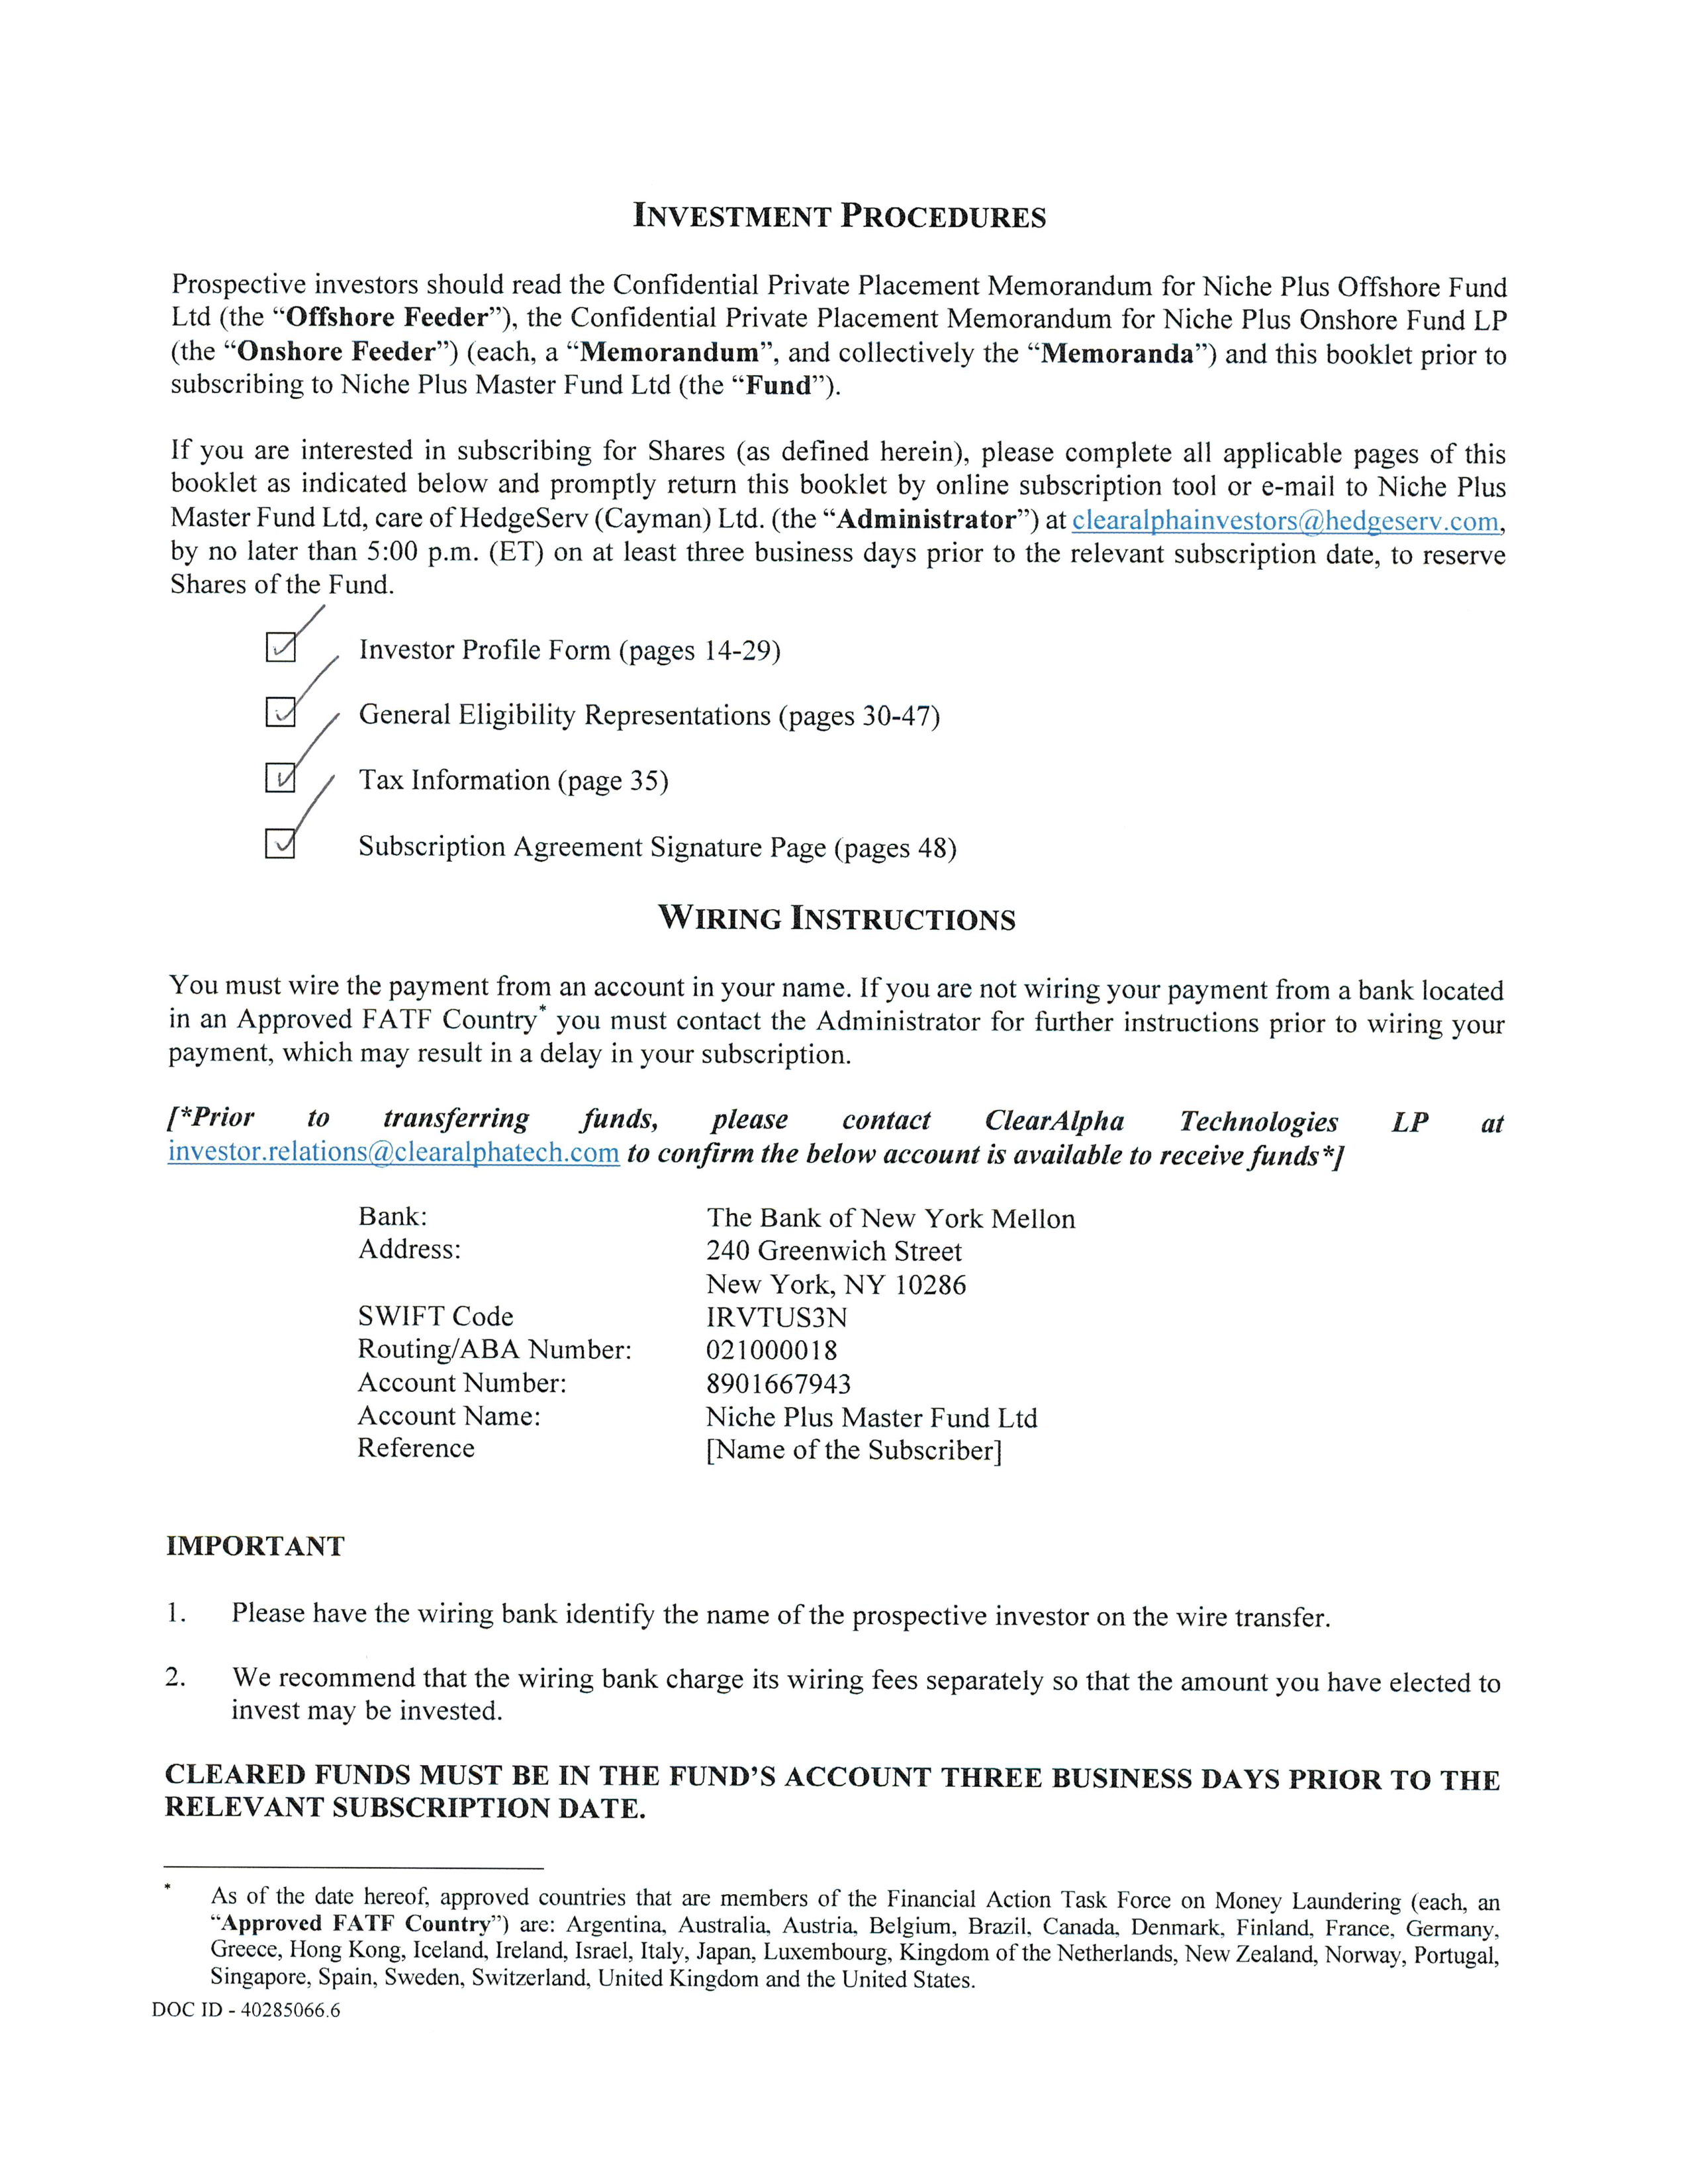 INVESTMENT PROCEDURES
Prospective investors should read the Confidential Private Placement Memorandum for Niche Plus Offshore Fund
Ltd (the “Offshore Feeder”), the Confidential Private Placement Memorandum for Niche Plus Onshore Fund LP
(the “Onshore Feeder”) (each, a “Memorandum”, and collectively the “Memoranda”) and this booklet prior to
subscribing to Niche Plus Master Fund Ltd (the “Fund”).
If you are interested in subscribing for Shares (as defined herein), please complete all applicable pages of this
booklet as indicated below and promptly return this booklet by online subscription tool or e-mail to Niche Plus
Master Fund Ltd, care of HedgeServ (Cayman) Ltd. (the “Administrator”) at clearalphainvestors@hedgeserv.com,
by no later than 5:00 p.m. (ET) on at least three business days prior to the relevant subscription date, to reserve
Shares of the Fund.
Investor Profile Form (pages 14-29)
General Eligibility Representations (pages 30-47)
Tax Information (page 35)
Subscription Agreement Signature Page (pages 48)
WIRING INSTRUCTIONS
You must wire the payment from an account in your name. If you are not wiring your payment from a bank located
in an Approved FATF Country* you must contact the Administrator for further instructions prior to wiring your
payment, which may result in a delay in your subscription.
[*Prior to transferring funds, please contact ClearAlpha Technologies LP at
investor.relations@clearalphatech.com to confirm the below account is available to receive funds*]
Bank: The Bank of New York Mellon
Address: 240 Greenwich Street
New York, NY 10286
SWIFT Code IRVTUS3N
Routing/ABA Number: 021000018
Account Number: 8901667943
Account Name: Niche Plus Master Fund Ltd
Reference [Name of the Subscriber]
IMPORTANT
1. Please have the wiring bank identify the name of the prospective investor on the wire transfer.
2. We recommend that the wiring bank charge its wiring fees separately so that the amount you have elected to
invest may be invested.
CLEARED FUNDS MUST BE IN THE FUND’S ACCOUNT THREE BUSINESS DAYS PRIOR TO THE
RELEVANT SUBSCRIPTION DATE.
* As of the date hereof, approved countries that are members of the Financial Action Task Force on Money Laundering (each, an
“Approved FATF Country”) are: Argentina, Australia, Austria, Belgium, Brazil, Canada, Denmark, Finland, France, Germany,
Greece, Hong Kong, Iceland, Ireland, Israel, Italy, Japan, Luxembourg, Kingdom of the Netherlands, New Zealand, Norway, Portugal,
Singapore, Spain, Sweden, Switzerland, United Kingdom and the United States.
DOC ID - 40285066.6